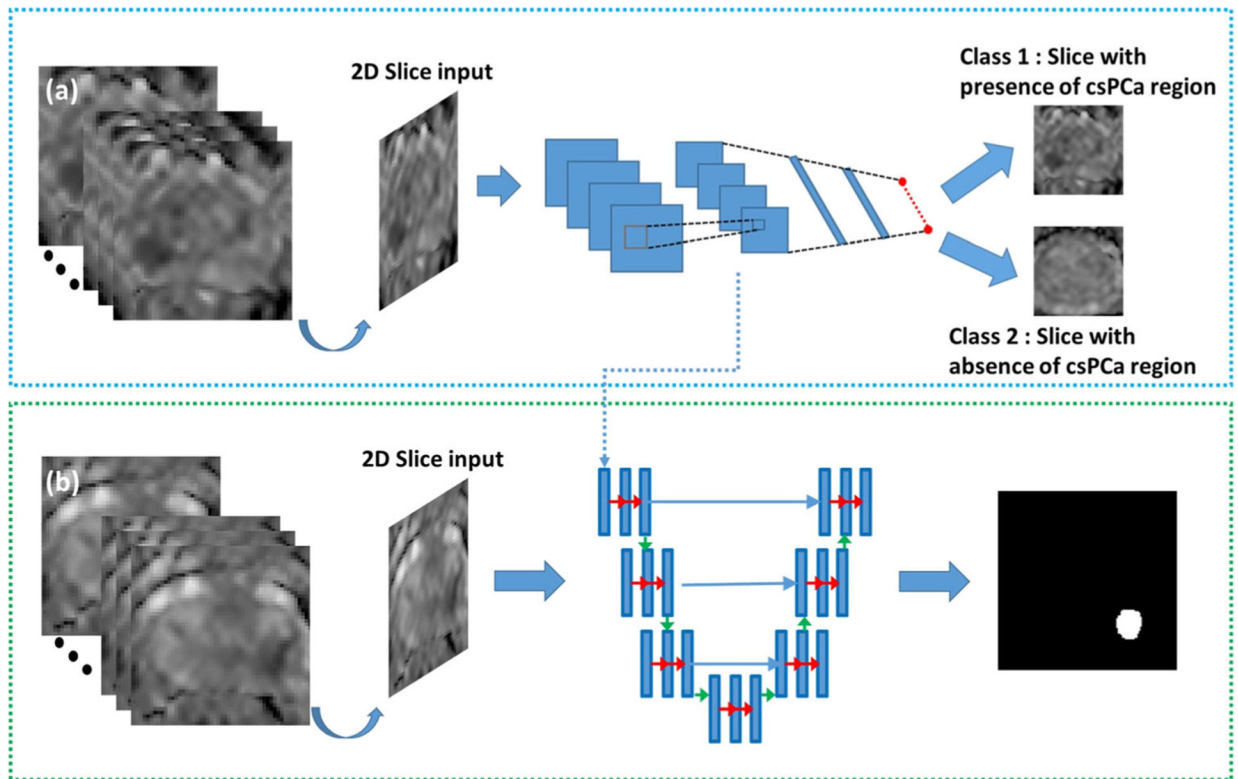 (a)
2D Slice input
Class 1 : Slice with
presence of csPCa region
Class 2 : Slice with
absence of csPCa region
(b)
2D Slice input